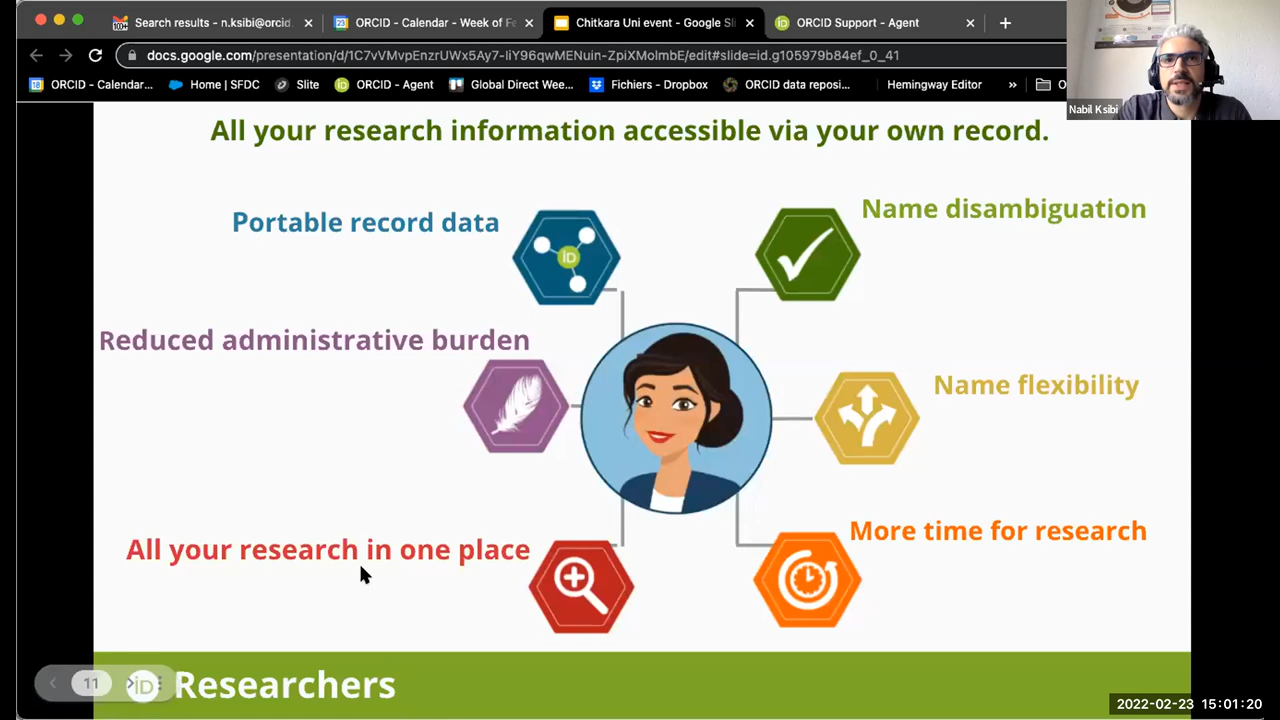 Search results - n.ksibi@orcid.
ORCID - Calendar - Week of Fe
Chitkara Uni event - Google Sli
ORCID Support - Agent
docs.google.com/presentation/d/1C7vVMvpEnzrUWx5Ay7-liY96qwMENuin-ZpiXMolmbE/edit#slide=id.g105979b84ef_0_41
ORCID - Calendar...
Home | SFDC
Slite
ORCID - Agent
Global Direct Wee...
Fichiers - Dropbox
ORCID data reposi...
Hemingway Editor
»
O
Nabil Ksibi
All your research information accessible via your own record.
Portable record data
Name disambiguation
iD
Reduced administrative burden
Name flexibility
All your research in one place
More time for research
11
iD Researchers
2022-02-23 15:01:20